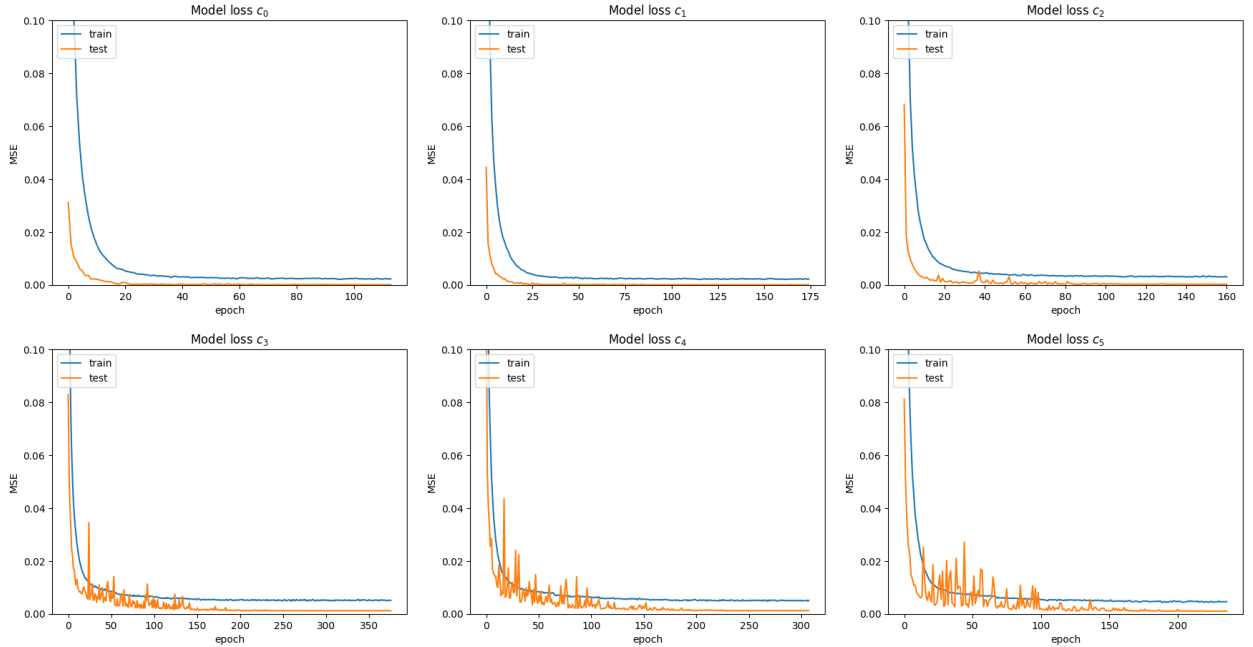 Model loss c₀
0.10
0.08
0.06
0.04
0.02
0.00
MSE
train
test
0 20 40 60 80 100
epoch
Model loss c₁
0.10
0.08
0.06
0.04
0.02
0.00
MSE
train
test
0 25 50 75 100 125 150 175
epoch
Model loss c₂
0.10
0.08
0.06
0.04
0.02
0.00
MSE
train
test
0 20 40 60 80 100 120 140 160
epoch
Model loss c₃
0.10
0.08
0.06
0.04
0.02
0.00
MSE
train
test
0 50 100 150 200 250 300 350
epoch
Model loss c₄
0.10
0.08
0.06
0.04
0.02
0.00
MSE
train
test
0 50 100 150 200 250 300
epoch
Model loss c₅
0.10
0.08
0.06
0.04
0.02
0.00
MSE
train
test
0 50 100 150 200
epoch